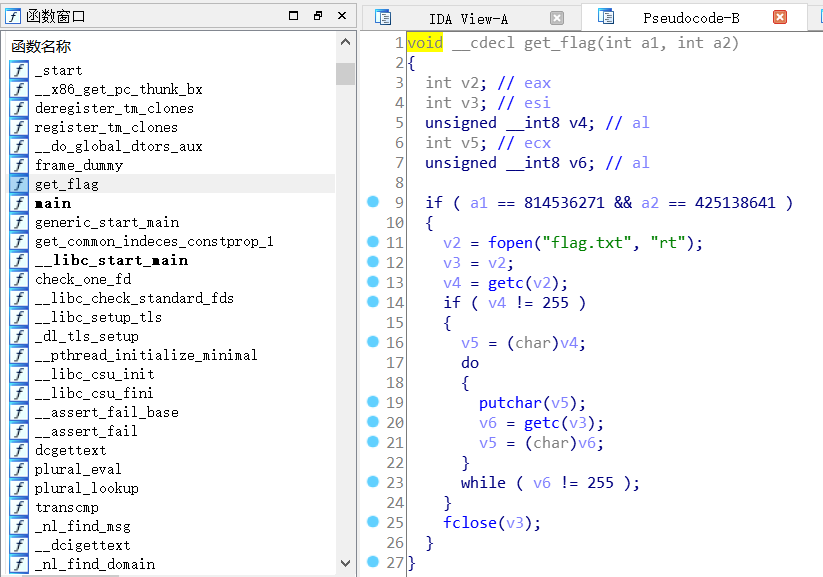 函数窗口
函数名称
_start
__x86_get_pc_thunk_bx
deregister_tm_clones
register_tm_clones
__do_global_dtors_aux
frame_dummy
get_flag
main
generic_start_main
get_common_indeces_constprop_1
__libc_start_main
check_one_fd
__libc_check_standard_fds
__libc_setup_tls
_dl_tls_setup
__pthread_initialize_minimal
__libc_csu_init
__libc_csu_fini
__assert_fail_base
__assert_fail
dcgettext
plural_eval
plural_lookup
transcmp
_nl_find_msg
__dcigettext
_nl_find_domain
IDA View-A
Pseudocode-B
1 void __cdecl get_flag(int a1, int a2)
2 {
3 int v2; // eax
4 int v3; // esi
5 unsigned __int8 v4; // al
6 int v5; // ecx
7 unsigned __int8 v6; // al
8
9 if ( a1 == 814536271 && a2 == 425138641 )
10 {
11 v2 = fopen("flag.txt", "rt");
12 v3 = v2;
13 v4 = getc(v2);
14 if ( v4 != 255 )
15 {
16 v5 = (char)v4;
17 do
18 {
19 putchar(v5);
20 v6 = getc(v3);
21 v5 = (char)v6;
22 }
23 while ( v6 != 255 );
24 }
25 fclose(v3);
26 }
27 }